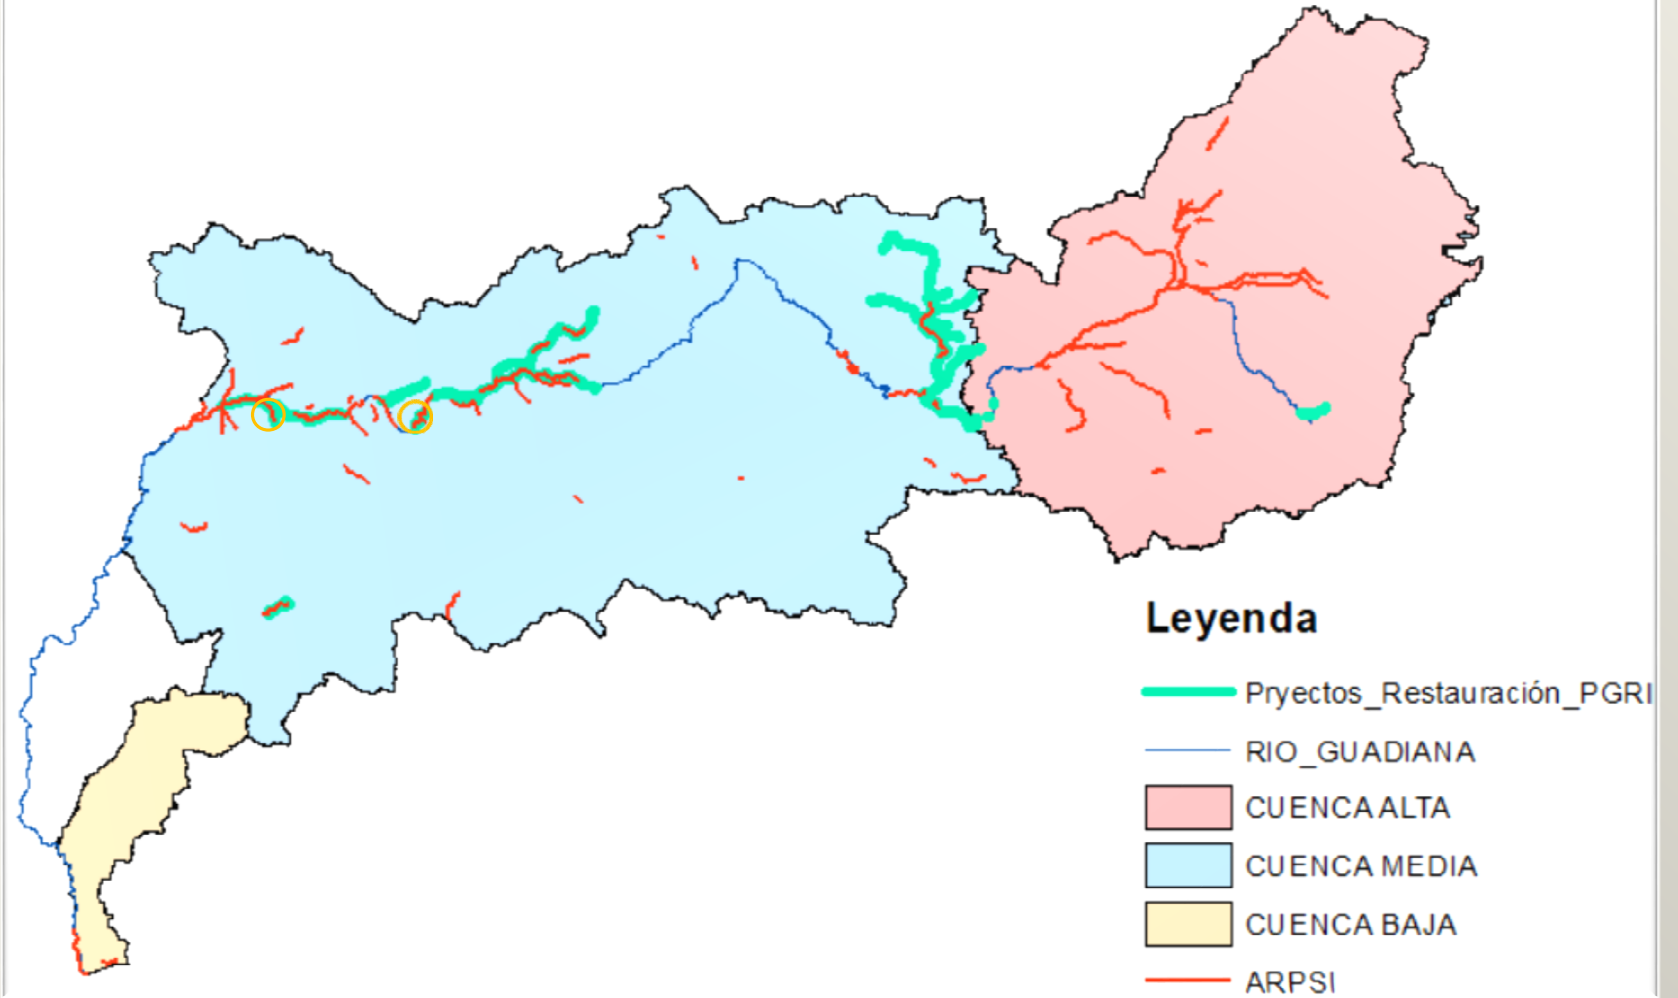 Leyenda
Pryectos_Restauración_PGRI
RIO_GUADIANA
CUENCA ALTA
CUENCA MEDIA
CUENCA BAJA
ARPSI